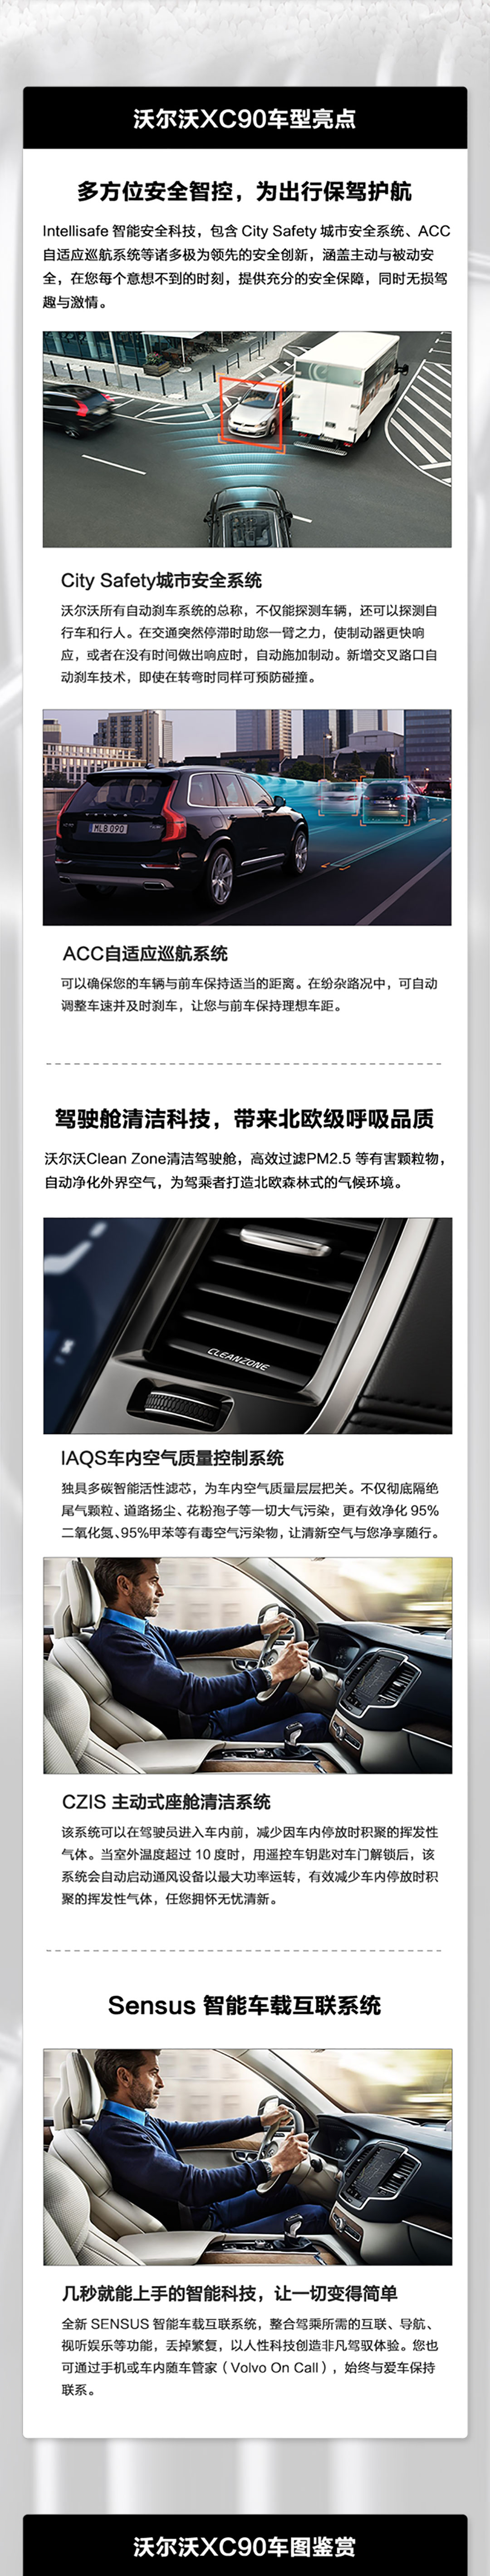 沃尔沃XC90车型亮点
多方位安全智控，为出行保驾护航
Intellisafe 智能安全科技，包含 City Safety 城市安全系统、ACC
自适应巡航系统等诸多极为领先的安全创新，涵盖主动与被动安
全，在您每个意想不到的时刻，提供充分的安全保障，同时无损驾
趣与激情。
City Safety城市安全系统
沃尔沃所有自动刹车系统的总称，不仅能探测车辆，还可以探测自
行车和行人。在交通突然停滞时助您一臂之力，使制动器更快响
应，或者在没有时间做出响应时，自动施加制动。新增交叉路口自
动刹车技术，即使在转弯时同样可预防碰撞。
VOLVO
MLB 090
ACC自适应巡航系统
可以确保您的车辆与前车保持适当的距离。在纷杂路况中，可自动
调整车速并及时刹车，让您与前车保持理想车距。
驾驶舱清洁科技，带来北欧级呼吸品质
沃尔沃Clean Zone清洁驾驶舱，高效过滤PM2.5 等有害颗粒物，
自动净化外界空气，为驾乘者打造北欧森林式的气候环境。
CLEANZONE
IAQS车内空气质量控制系统
独具多碳智能活性滤芯，为车内空气质量层层把关。不仅彻底隔绝
尾气颗粒、道路扬尘、花粉孢子等一切大气污染，更有效净化 95%
二氧化氮、95%甲苯等有毒空气污染物，让清新空气与您净享随行。
CZIS 主动式座舱清洁系统
该系统可以在驾驶员进入车内前，减少因车内停放时积聚的挥发性
气体。当室外温度超过 10 度时，用遥控车钥匙对车门解锁后，该
系统会自动启动通风设备以最大功率运转，有效减少车内停放时积
聚的挥发性气体，任您拥怀无忧清新。
Sensus 智能车载互联系统
几秒就能上手的智能科技，让一切变得简单
全新 SENSUS 智能车载互联系统，整合驾乘所需的互联、导航、
视听娱乐等功能，丢掉繁复，以人性科技创造非凡驾驭体验。您也
可通过手机或车内随车管家（Volvo On Call），始终与爱车保持
联系。
沃尔沃XC90车图鉴赏